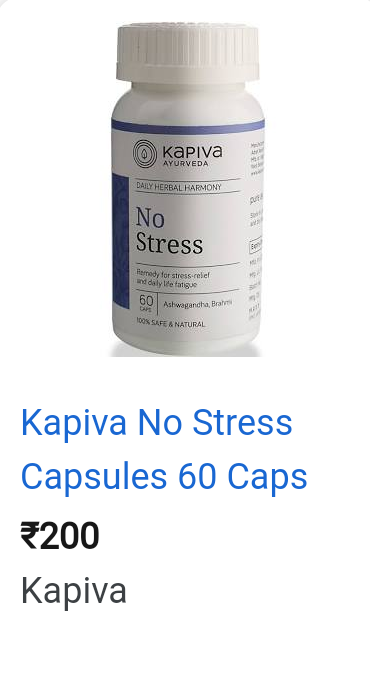 KAPIVA
AYURVEDA
DAILY HERBAL HARMONY
No
Stress
Remedy for stress-relief
and daily life fatigue
60
CAPS
Ashwagandha, Brahmi
100% SAFE & NATURAL
Kapiva No Stress
Capsules 60 Caps
₹200
Kapiva